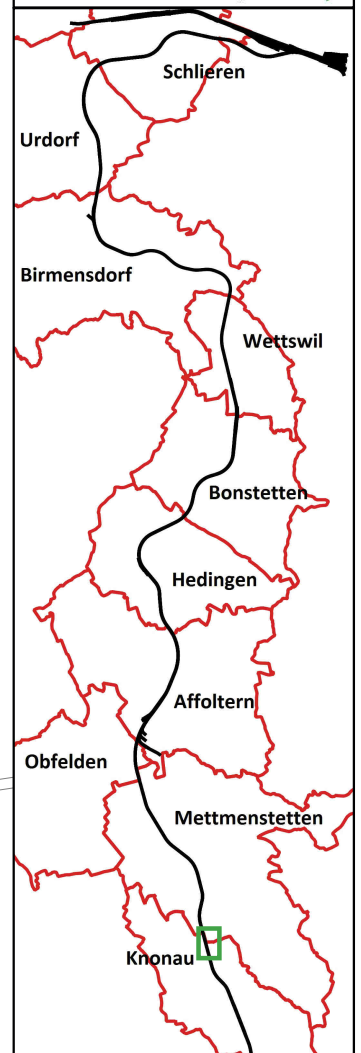 Schlieren
Urdorf
Birmensdorf
Wettswil
Bonstetten
Hedingen
Affoltern
Obfelden
Mettmenstetten
Knonau